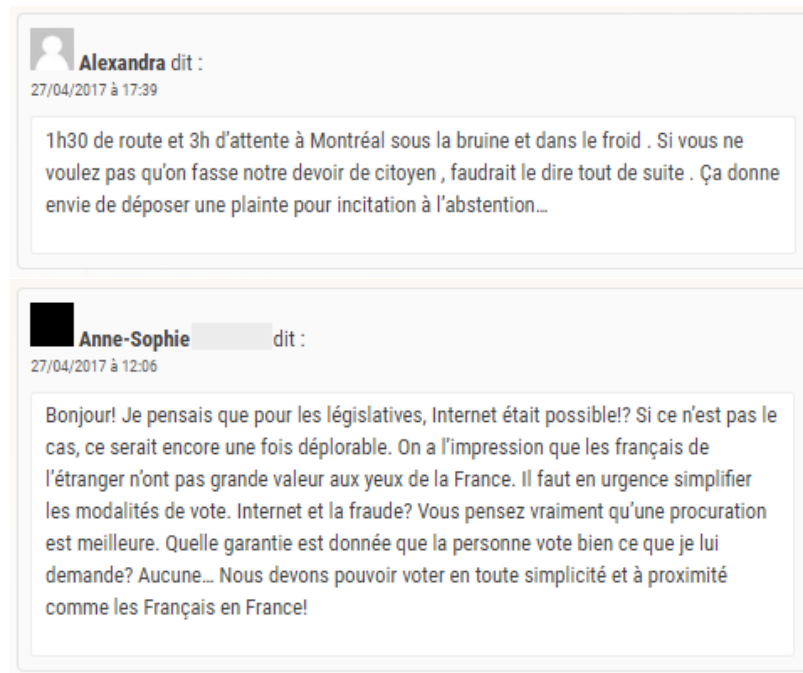 Alexandra dit :
27/04/2017 à 17:39
1h30 de route et 3h d’attente à Montréal sous la bruine et dans le froid . Si vous ne
voulez pas qu’on fasse notre devoir de citoyen , faudrait le dire tout de suite . Ça donne
envie de déposer une plainte pour incitation à l’abstention…
Anne-Sophie dit :
27/04/2017 à 12:06
Bonjour! Je pensais que pour les législatives, Internet était possible!? Si ce n’est pas le
cas, ce serait encore une fois déplorable. On a l’impression que les français de
l’étranger n’ont pas grande valeur aux yeux de la France. Il faut en urgence simplifier
les modalités de vote. Internet et la fraude? Vous pensez vraiment qu’une procuration
est meilleure. Quelle garantie est donnée que la personne vote bien ce que je lui
demande? Aucune… Nous devons pouvoir voter en toute simplicité et à proximité
comme les Français en France!